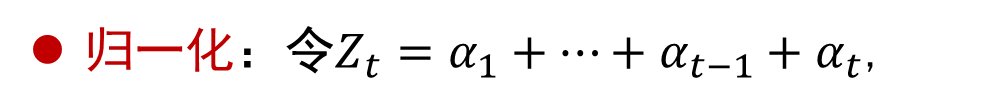 ● 归一化：令Z_t = α_1 + ⋯ + α_{t−1} + α_t,